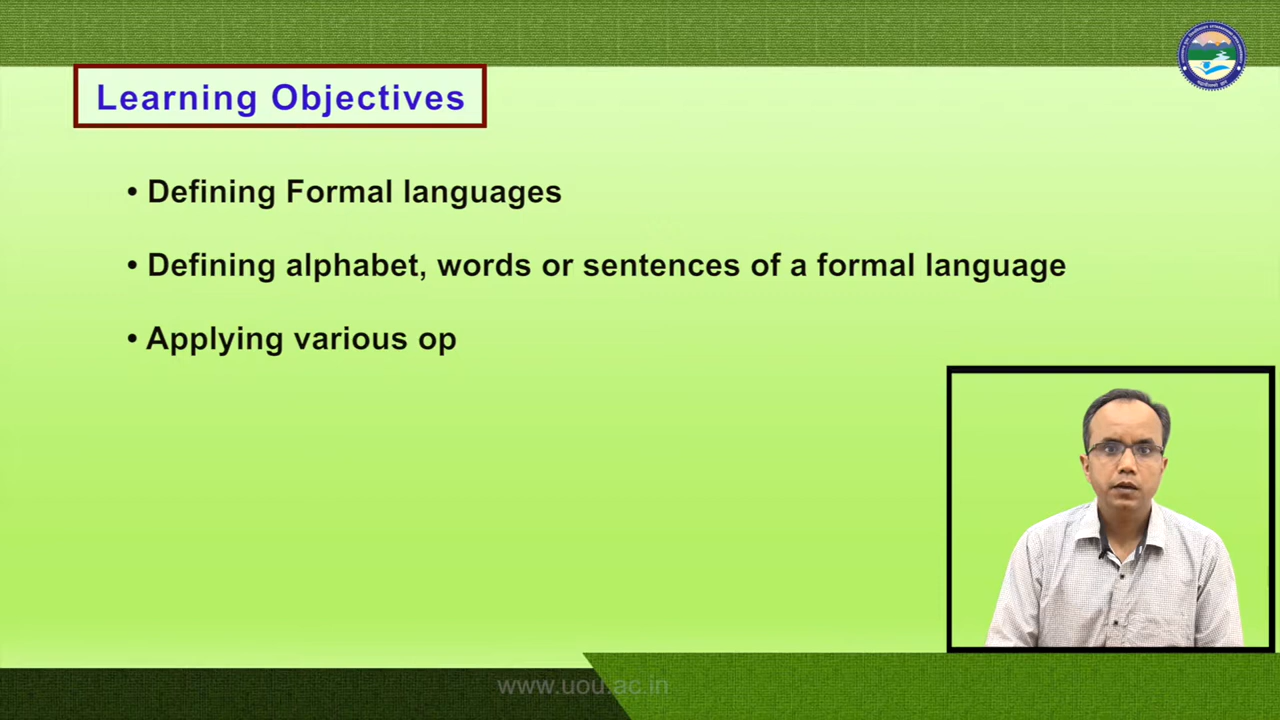 Learning Objectives
• Defining Formal languages
• Defining alphabet, words or sentences of a formal language
• Applying various op
www.uou.ac.in